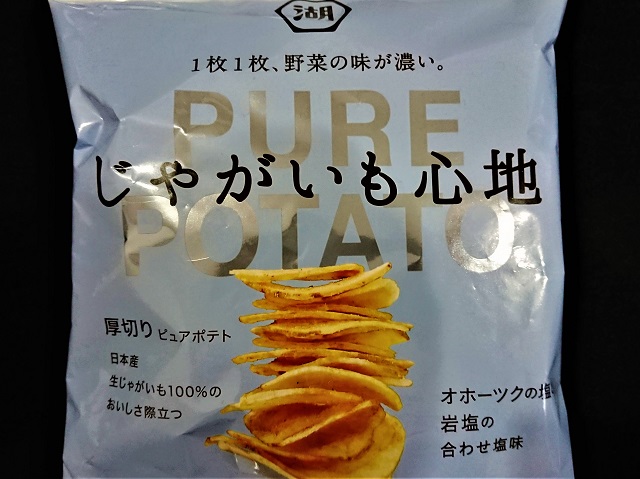 湖
1枚1枚、野菜の味が濃い。
PURE
じゃがいも心地
POTATO
厚切りピュアポテト
日本産
生じゃがいも100%の
おいしさ際立つ
オホーツクの塩
岩塩の
合わせ塩味